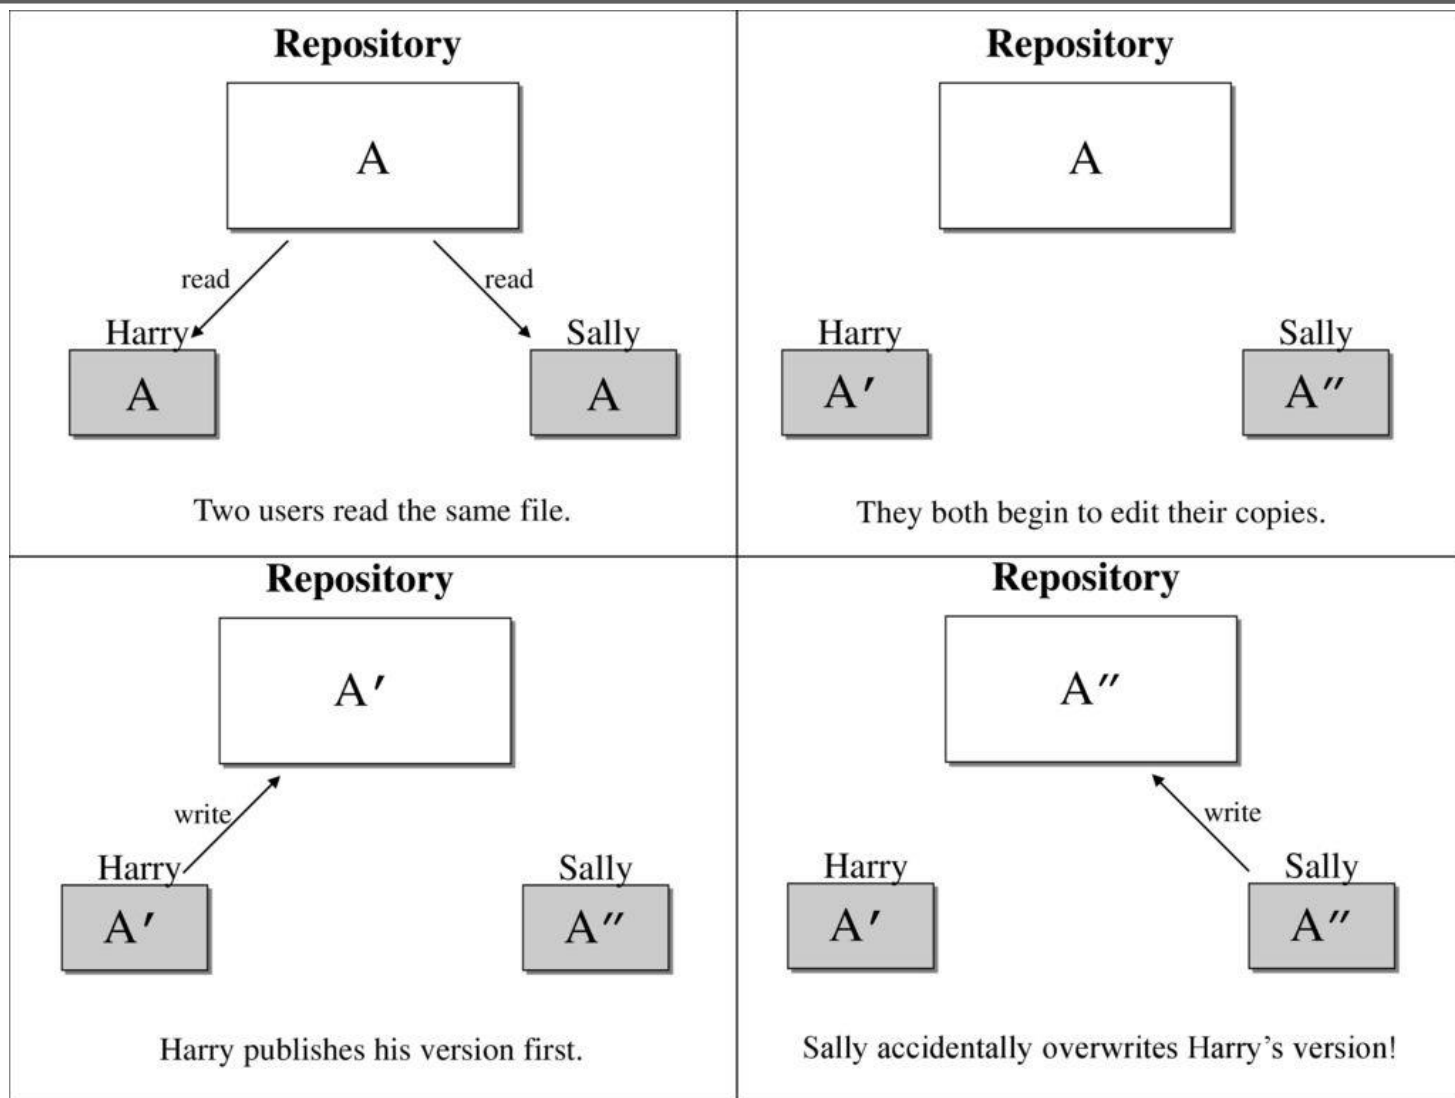 Repository
A
read
read
Harry
Sally
A
A
Two users read the same file.
Repository
A
Harry
Sally
A′
A″
They both begin to edit their copies.
Repository
A′
write
Harry
Sally
A′
A″
Harry publishes his version first.
Repository
A″
write
Harry
Sally
A′
A″
Sally accidentally overwrites Harry's version!